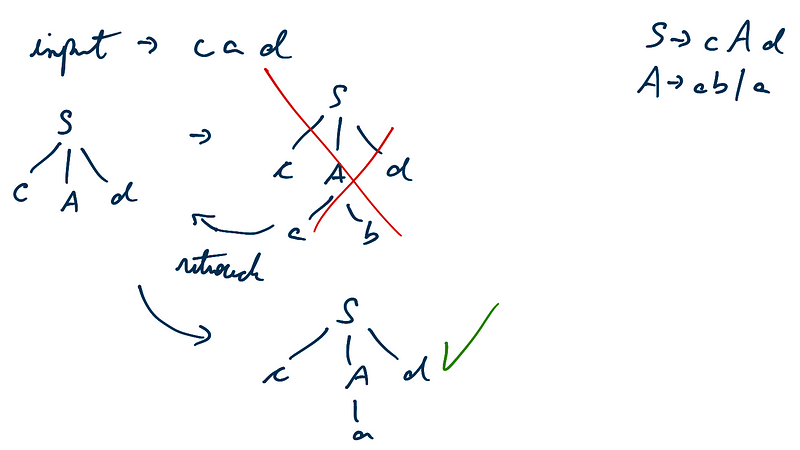 input → c a d
S → c A d
A → ab | a
S
c A d
→
S
c A d
a b
retrack
S
c A d
a